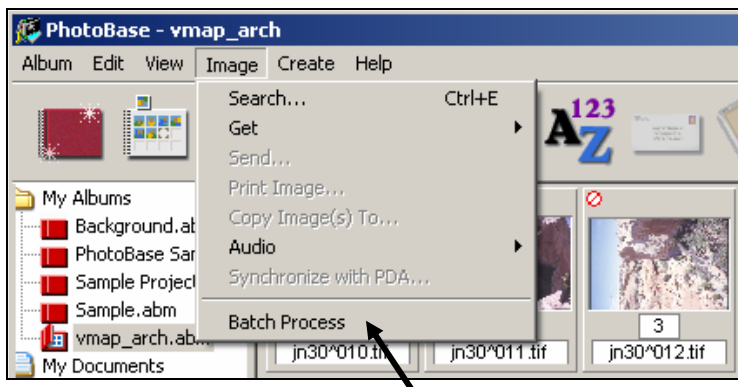 PhotoBase - vmap_arch
Album Edit View Image Create Help
Search... Ctrl+E
Get
Send...
Print Image...
Copy Image(s) To...
Audio
Synchronize with PDA...
Batch Process
123
AZ
My Albums
Background.ab
PhotoBase Sar
Sample Project
Sample.abm
vmap_arch.ab
My Documents
3
jn30^010.tif jn30^011.tif jn30^012.tif